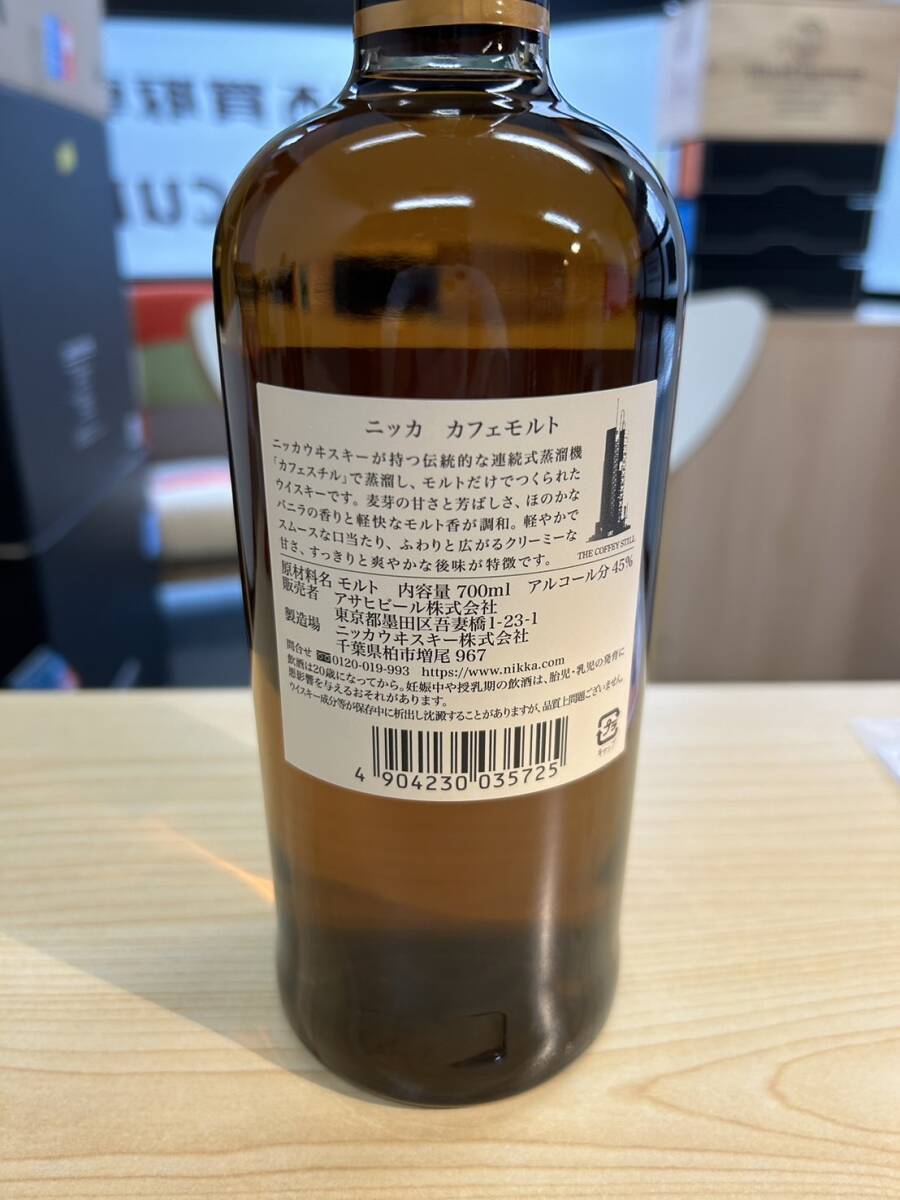 ニッカ カフェモルト
ニッカウヰスキーが持つ伝統的な連続式蒸溜機
「カフェスチル」で蒸溜し、モルトだけでつくられた
ウイスキーです。麦芽の甘さと芳ばしさ、ほのかな
バニラの香りと軽快なモルト香が調和。軽やかで
スムースな口当たり、ふわりと広がるクリーミーな
甘さ、すっきりと爽やかな後味が特徴です。
THE COFFEY STILL
原材料名 モルト 内容量 700ml アルコール分 45%
販売者 アサヒビール株式会社
東京都墨田区吾妻橋1-23-1
製造場 ニッカウヰスキー株式会社
千葉県柏市増尾 967
問合せ 0120-019-993 https://www.nikka.com
飲酒は20歳になってから。妊娠中や授乳期の飲酒は、胎児・乳児の発育に
悪影響を与えるおそれがあります。
ウイスキー成分等が保存中に析出し沈澱することがありますが、品質上問題ございません。
プラ
キャップ
4 904230 035725
買取